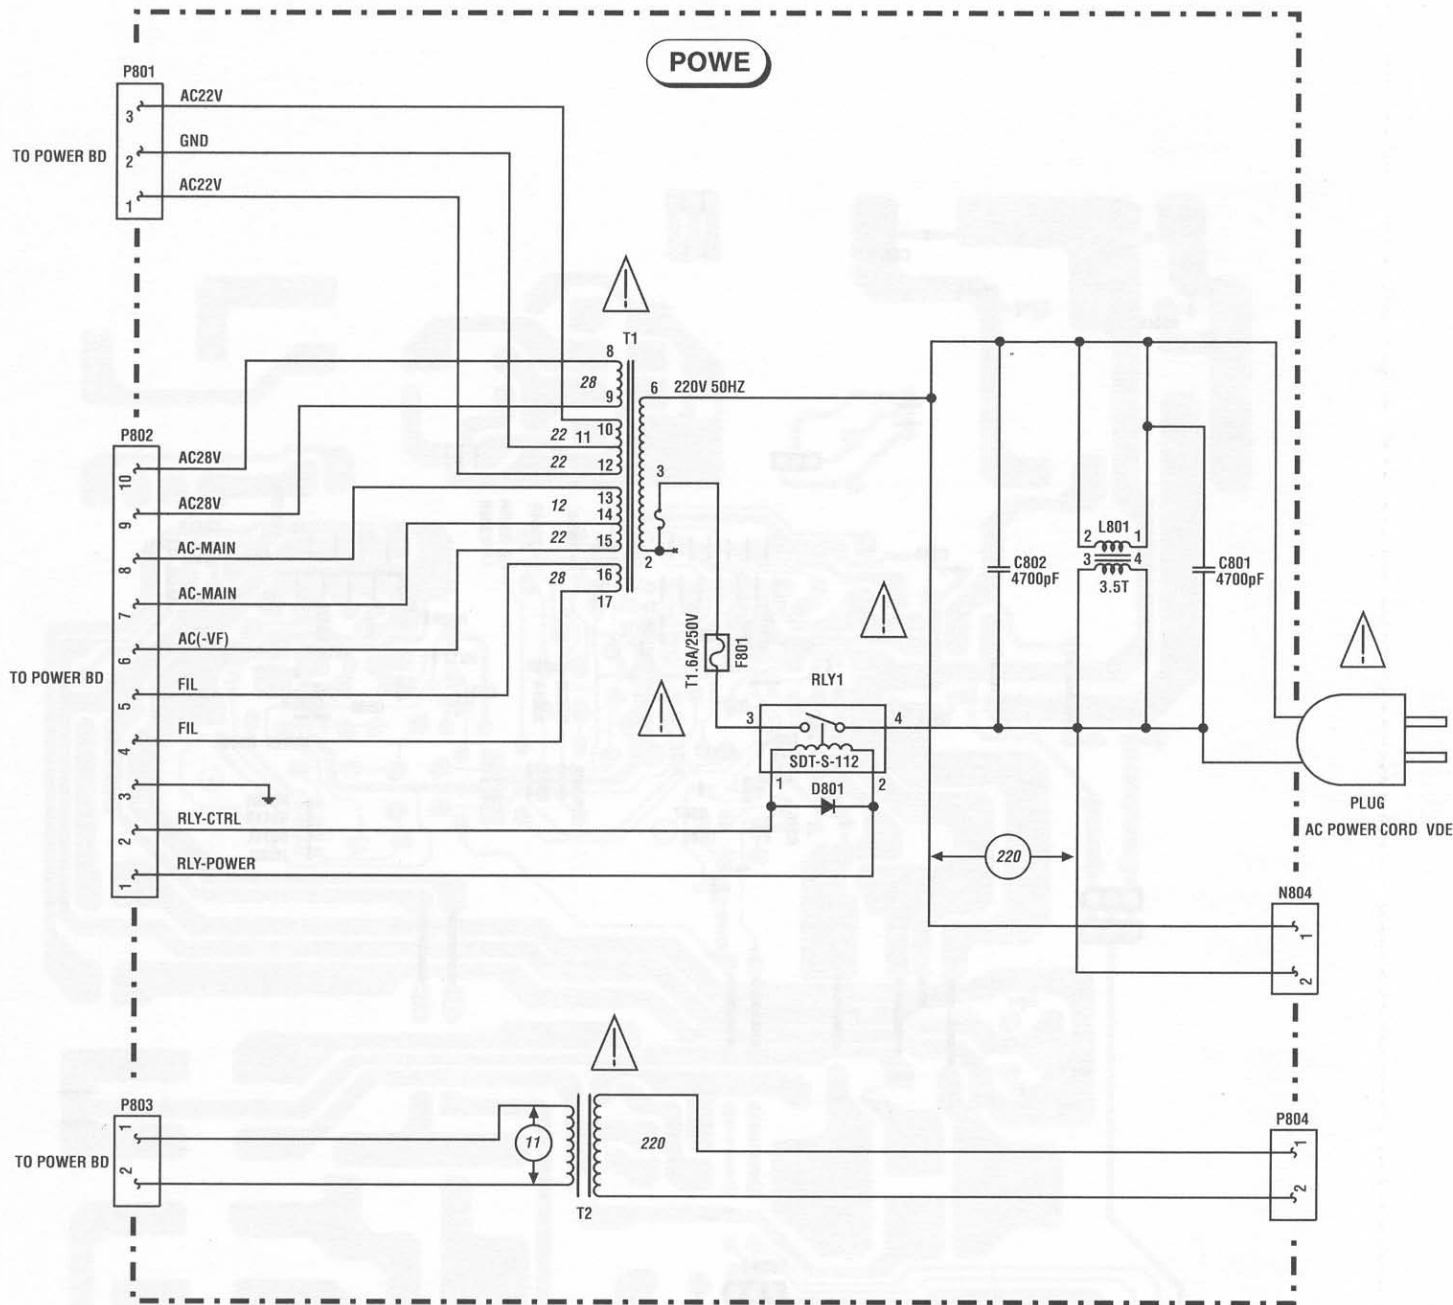 POWE
P801
3 AC22V
2 GND
1 AC22V
TO POWER BD
T1
8
28
9
10
22 11
22 12
13
12 14
22 15
28 16
17
6 220V 50HZ
3
2
P802
10 AC28V
9 AC28V
8 AC-MAIN
7 AC-MAIN
6 AC(-VF)
5 FIL
4 FIL
3
2 RLY-CTRL
1 RLY-POWER
TO POWER BD
T1.6A/250V
F801
RLY1
3 4
SDT-S-112
1 2
D801
C802
4700pF
L801
2 1
3 4
3.5T
C801
4700pF
220
PLUG
AC POWER CORD VDE
N804
1
2
P803
1
2
TO POWER BD
11
220
T2
P804
1
2